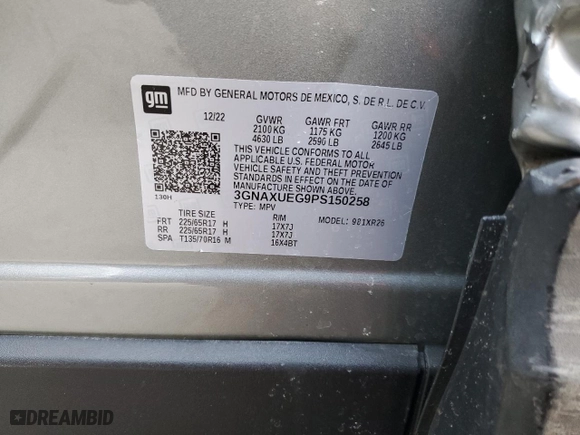 gm
MFD BY GENERAL MOTORS DE MEXICO, S. DE R.L. DE C.V.
12/22 GVWR GAWR FRT GAWR RR
2100 KG 1175 KG 1200 KG
4630 LB 2590 LB 2645 LB
THIS VEHICLE CONFORMS TO ALL
APPLICABLE U.S. FEDERAL MOTOR
VEHICLE SAFETY AND THEFT PREVENTION
STANDARDS IN EFFECT ON THE DATE OF
MANUFACTURE SHOWN ABOVE.
130H 3GNAXUEG9PS150258
TYPE: MPV 981XR26
TIRE SIZE RIM
FRT 225/65R17 H 17X7J
RR 225/65R17 H 17X7J
SPA T135/70R16 M 16X4BT
DREAMBID